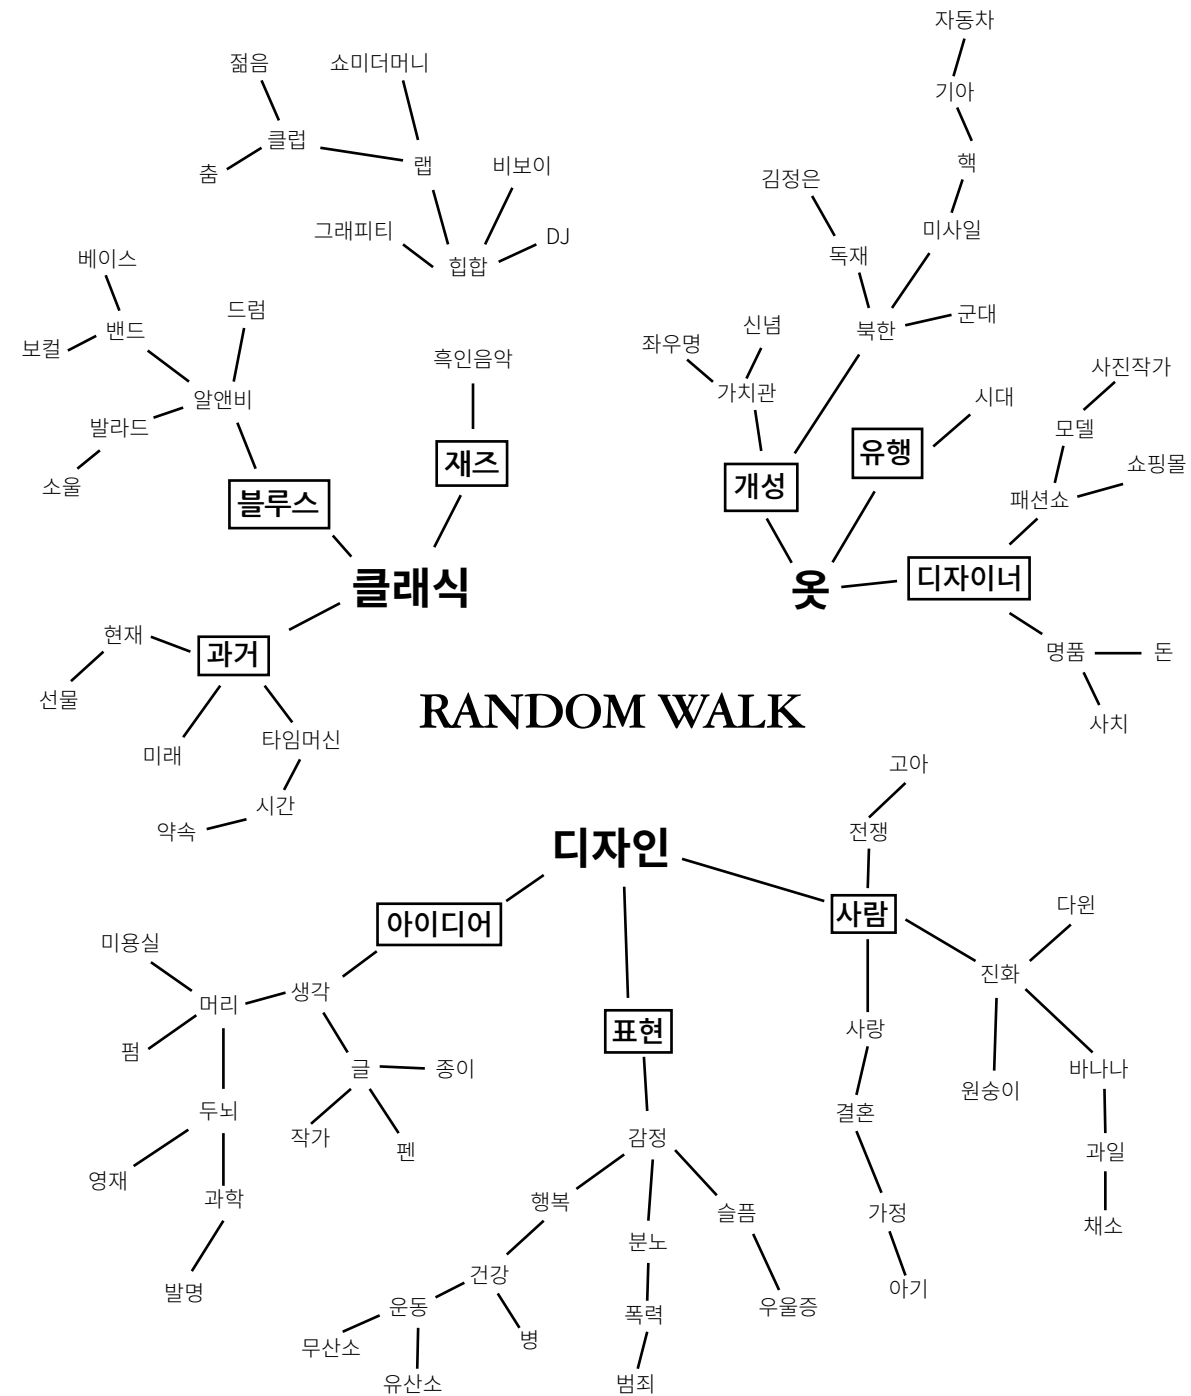 자동차
젊음
쇼미더머니
기아
클럽
랩
비보이
핵
춤
김정은
그래피티
DJ
미사일
힙합
독재
베이스
드럼
군대
밴드
신념
북한
보컬
좌우명
흑인음악
사진작가
알앤비
가치관
시대
발라드
모델
소울
재즈
유행
쇼핑몰
블루스
개성
패션쇼
클래식
옷
디자이너
현재
과거
명품
돈
선물
미래
타임머신
RANDOM WALK
사치
시간
고아
약속
디자인
전쟁
아이디어
사람
다윈
미용실
생각
진화
머리
표현
사랑
펌
글
종이
바나나
원숭이
두뇌
결혼
작가
펜
감정
과일
영재
과학
행복
슬픔
가정
채소
분노
발명
건강
아기
운동
우울증
무산소
병
폭력
유산소
범죄